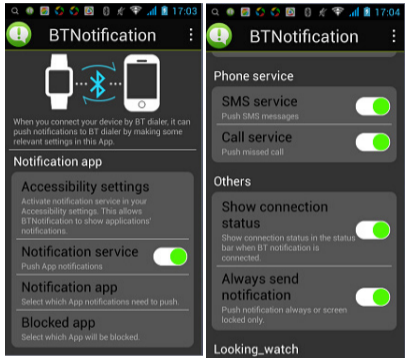 17:03
BTNotification
When you connect your device by BT dialer, it can
push notifications to BT dialer by making some
relevant settings in this App.
Notification app
Accessibility settings
Activate notification service in your
Accessibility settings. This allows
BTNotification to show applications'
notifications.
Notification service
Push App notifications
Notification app
Select which App notifications need to push.
Blocked app
Select which App will be blocked.
17:04
BTNotification
Phone service
SMS service
Push SMS messages
Call service
Push missed call
Others
Show connection
status
Show connection status in the status
bar when BT notification is
connected.
Always send
notification
Push notification always or screen
locked only.
Looking_watch